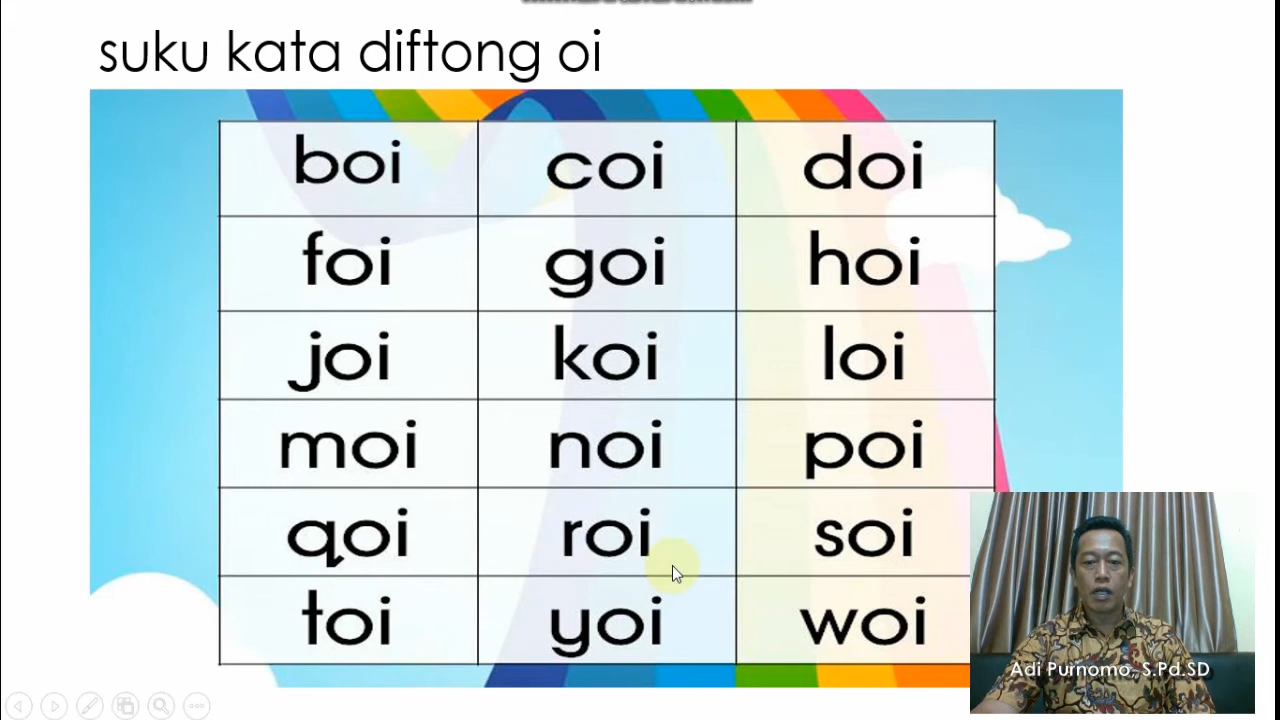 suku kata diftong oi
boi coi doi
foi goi hoi
joi koi loi
moi noi poi
qoi roi soi
toi yoi woi
Adi Purnomo, S.Pd.SD